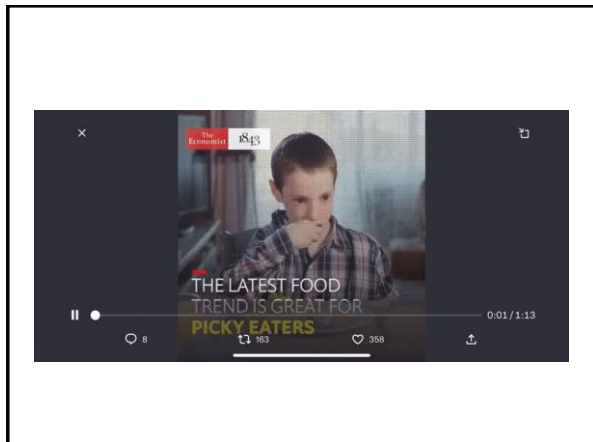 The
Economist
1843
THE LATEST FOOD
TREND IS GREAT FOR
PICKY EATERS
0:01/1:13
8
163
358